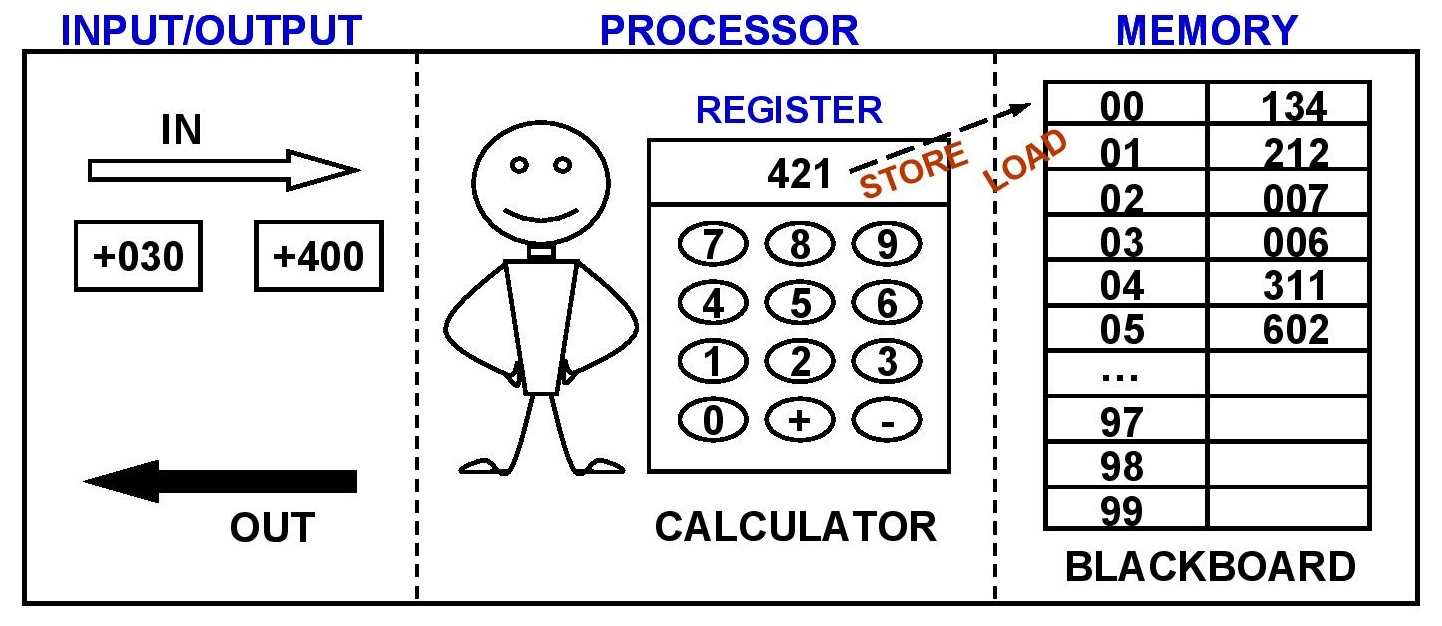 INPUT/OUTPUT
PROCESSOR
MEMORY
IN
+030 +400
OUT
REGISTER
421
STORE
LOAD
7 8 9
4 5 6
1 2 3
0 + -
CALCULATOR
00 134
01 212
02 007
03 006
04 311
05 602
...
97
98
99
BLACKBOARD